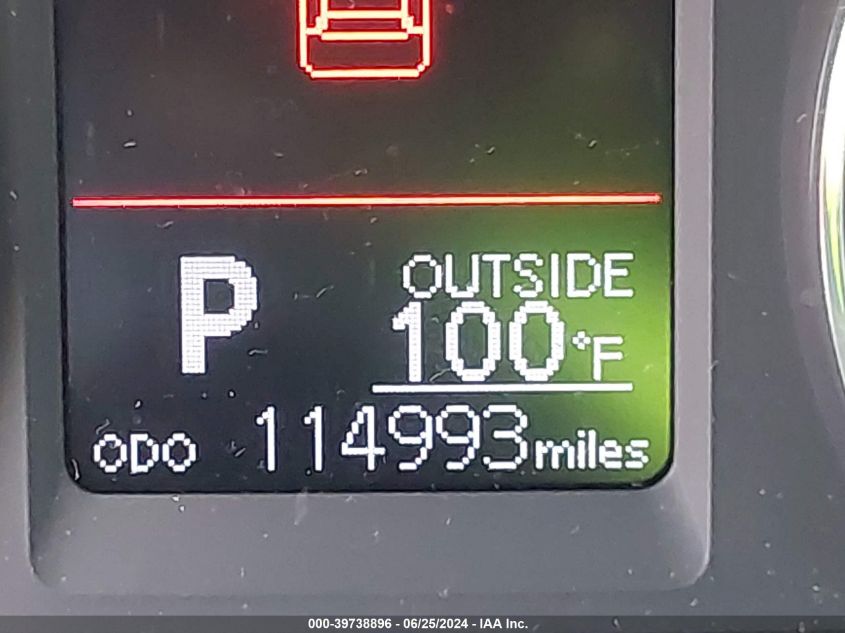 P
OUTSIDE
100°F
ODO 114993 miles
000-39738896 - 06/25/2024 - IAA Inc.